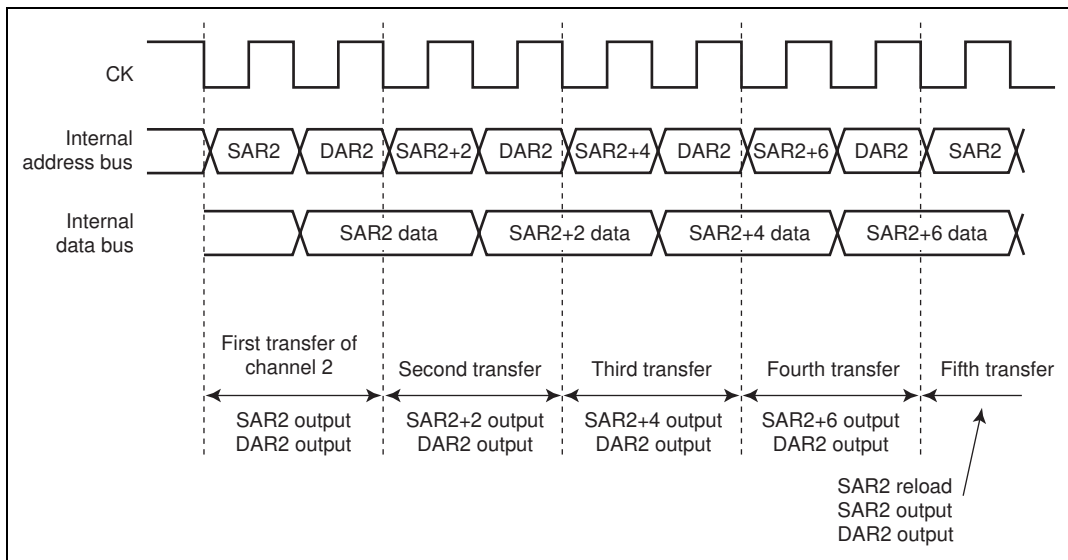 CK
Internal
address bus
SAR2 DAR2 SAR2+2 DAR2 SAR2+4 DAR2 SAR2+6 DAR2 SAR2
Internal
data bus
SAR2 data SAR2+2 data SAR2+4 data SAR2+6 data
First transfer of
channel 2
Second transfer
Third transfer
Fourth transfer
Fifth transfer
SAR2 output
DAR2 output
SAR2+2 output
DAR2 output
SAR2+4 output
DAR2 output
SAR2+6 output
DAR2 output
SAR2 reload
SAR2 output
DAR2 output